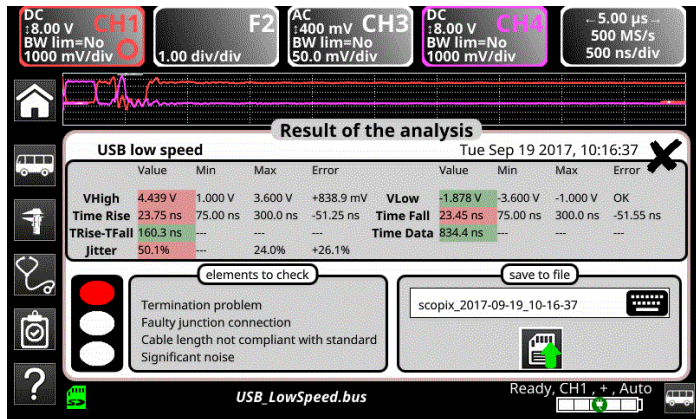 DC
↕8.00 V CH1
BW lim=No
1000 mV/div
F2
1.00 div/div
AC
↕400 mV CH3
BW lim=No
50.0 mV/div
DC
↕8.00 V CH4
BW lim=No
1000 mV/div
←5.00 µs→
500 MS/s
500 ns/div
Result of the analysis
USB low speed Tue Sep 19 2017, 10:16:37
Value Min Max Error Value Min Max Error
VHigh 4.439 V 1.000 V 3.600 V +838.9 mV VLow -1.878 V -3.600 V -1.000 V OK
Time Rise 23.75 ns 75.00 ns 300.0 ns -51.25 ns Time Fall 23.45 ns 75.00 ns 300.0 ns -51.55 ns
TRise-TFall 160.3 ns --- --- --- Time Data 834.4 ns --- --- ---
Jitter 50.1% --- 24.0% +26.1%
elements to check
Termination problem
Faulty junction connection
Cable length not compliant with standard
Significant noise
save to file
scopix_2017-09-19_10-16-37
?
USB_LowSpeed.bus
Ready, CH1 , + , Auto